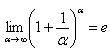 lim_{α→∞} (1 + 1/α)^α = e